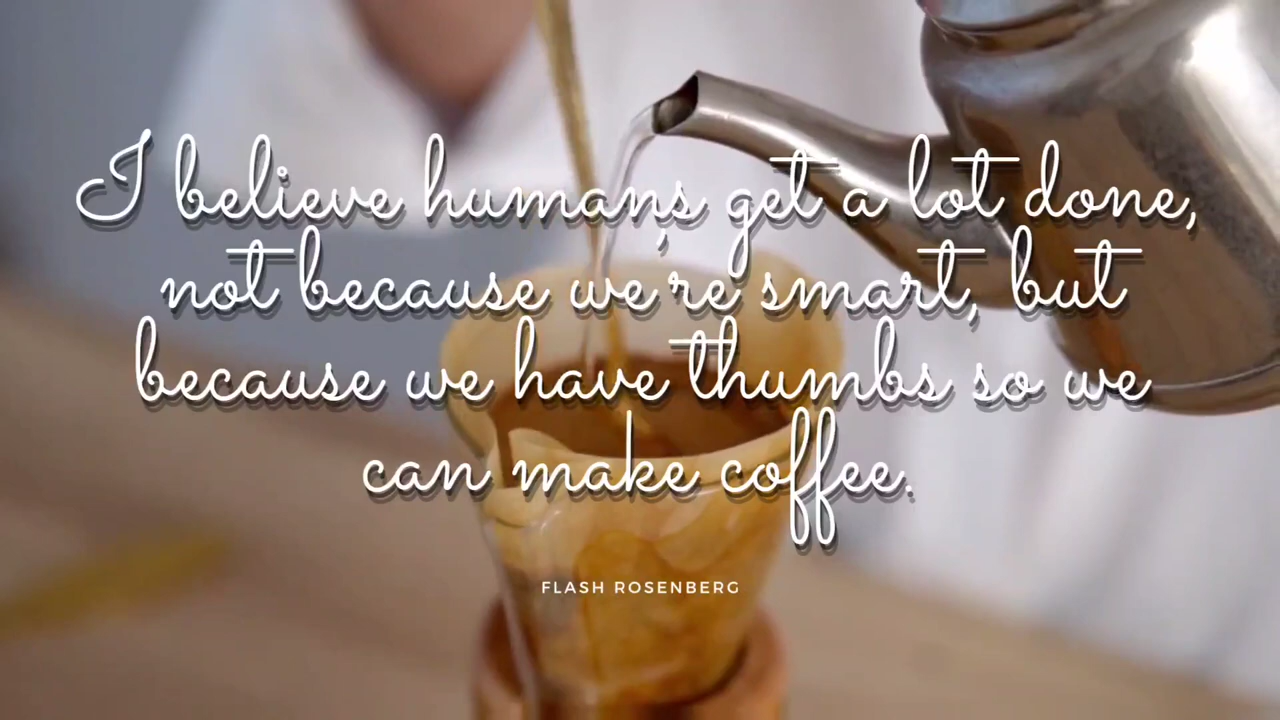 I believe humans get a lot done,
not because we're smart, but
because we have thumbs so we
can make coffee.
FLASH ROSENBERG